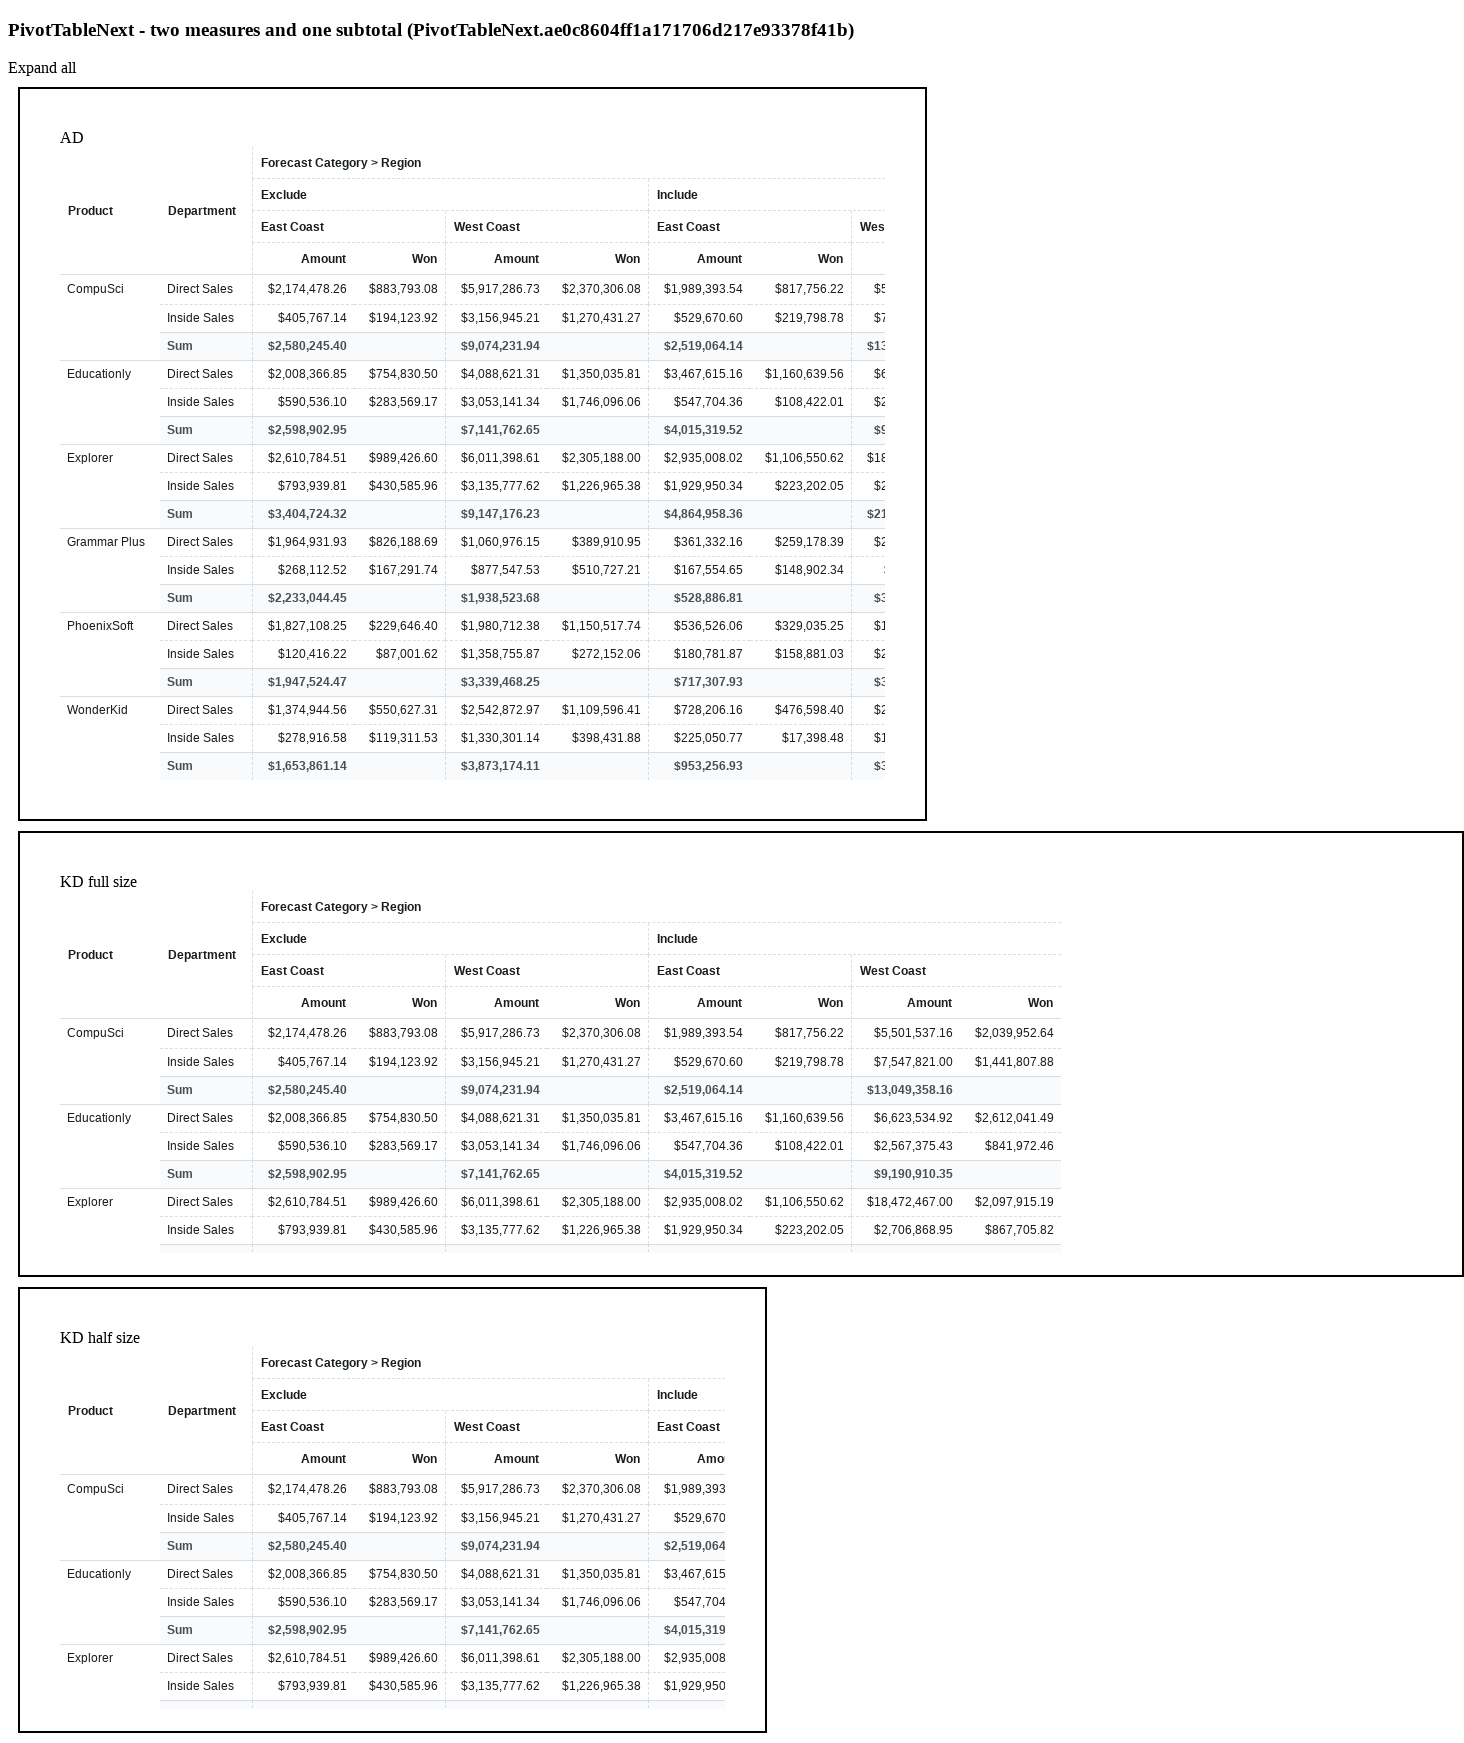 PivotTableNext - two measures and one subtotal (PivotTableNext.ae0c8604ff1a171706d217e93378f41b)
Expand all
AD
Forecast Category > Region
Exclude Include
Product Department
East Coast West Coast East Coast Wes
Amount Won Amount Won Amount Won
CompuSci Direct Sales $2,174,478.26 $883,793.08 $5,917,286.73 $2,370,306.08 $1,989,393.54 $817,756.22 $5
Inside Sales $405,767.14 $194,123.92 $3,156,945.21 $1,270,431.27 $529,670.60 $219,798.78 $7
Sum $2,580,245.40 $9,074,231.94 $2,519,064.14 $13
Educationly Direct Sales $2,008,366.85 $754,830.50 $4,088,621.31 $1,350,035.81 $3,467,615.16 $1,160,639.56 $6
Inside Sales $590,536.10 $283,569.17 $3,053,141.34 $1,746,096.06 $547,704.36 $108,422.01 $2
Sum $2,598,902.95 $7,141,762.65 $4,015,319.52 $9
Explorer Direct Sales $2,610,784.51 $989,426.60 $6,011,398.61 $2,305,188.00 $2,935,008.02 $1,106,550.62 $18
Inside Sales $793,939.81 $430,585.96 $3,135,777.62 $1,226,965.38 $1,929,950.34 $223,202.05 $2
Sum $3,404,724.32 $9,147,176.23 $4,864,958.36 $21
Grammar Plus Direct Sales $1,964,931.93 $826,188.69 $1,060,976.15 $389,910.95 $361,332.16 $259,178.39 $2
Inside Sales $268,112.52 $167,291.74 $877,547.53 $510,727.21 $167,554.65 $148,902.34
Sum $2,233,044.45 $1,938,523.68 $528,886.81 $3
PhoenixSoft Direct Sales $1,827,108.25 $229,646.40 $1,980,712.38 $1,150,517.74 $536,526.06 $329,035.25 $1
Inside Sales $120,416.22 $87,001.62 $1,358,755.87 $272,152.06 $180,781.87 $158,881.03 $2
Sum $1,947,524.47 $3,339,468.25 $717,307.93 $3
WonderKid Direct Sales $1,374,944.56 $550,627.31 $2,542,872.97 $1,109,596.41 $728,206.16 $476,598.40 $2
Inside Sales $278,916.58 $119,311.53 $1,330,301.14 $398,431.88 $225,050.77 $17,398.48 $1
Sum $1,653,861.14 $3,873,174.11 $953,256.93 $3
KD full size
Forecast Category > Region
Exclude Include
Product Department
East Coast West Coast East Coast West Coast
Amount Won Amount Won Amount Won Amount Won
CompuSci Direct Sales $2,174,478.26 $883,793.08 $5,917,286.73 $2,370,306.08 $1,989,393.54 $817,756.22 $5,501,537.16 $2,039,952.64
Inside Sales $405,767.14 $194,123.92 $3,156,945.21 $1,270,431.27 $529,670.60 $219,798.78 $7,547,821.00 $1,441,807.88
Sum $2,580,245.40 $9,074,231.94 $2,519,064.14 $13,049,358.16
Educationly Direct Sales $2,008,366.85 $754,830.50 $4,088,621.31 $1,350,035.81 $3,467,615.16 $1,160,639.56 $6,623,534.92 $2,612,041.49
Inside Sales $590,536.10 $283,569.17 $3,053,141.34 $1,746,096.06 $547,704.36 $108,422.01 $2,567,375.43 $841,972.46
Sum $2,598,902.95 $7,141,762.65 $4,015,319.52 $9,190,910.35
Explorer Direct Sales $2,610,784.51 $989,426.60 $6,011,398.61 $2,305,188.00 $2,935,008.02 $1,106,550.62 $18,472,467.00 $2,097,915.19
Inside Sales $793,939.81 $430,585.96 $3,135,777.62 $1,226,965.38 $1,929,950.34 $223,202.05 $2,706,868.95 $867,705.82
KD half size
Forecast Category > Region
Exclude Include
Product Department
East Coast West Coast East Coast
Amount Won Amount Won Amou
CompuSci Direct Sales $2,174,478.26 $883,793.08 $5,917,286.73 $2,370,306.08 $1,989,393
Inside Sales $405,767.14 $194,123.92 $3,156,945.21 $1,270,431.27 $529,670
Sum $2,580,245.40 $9,074,231.94 $2,519,064
Educationly Direct Sales $2,008,366.85 $754,830.50 $4,088,621.31 $1,350,035.81 $3,467,615
Inside Sales $590,536.10 $283,569.17 $3,053,141.34 $1,746,096.06 $547,704
Sum $2,598,902.95 $7,141,762.65 $4,015,319
Explorer Direct Sales $2,610,784.51 $989,426.60 $6,011,398.61 $2,305,188.00 $2,935,008
Inside Sales $793,939.81 $430,585.96 $3,135,777.62 $1,226,965.38 $1,929,950